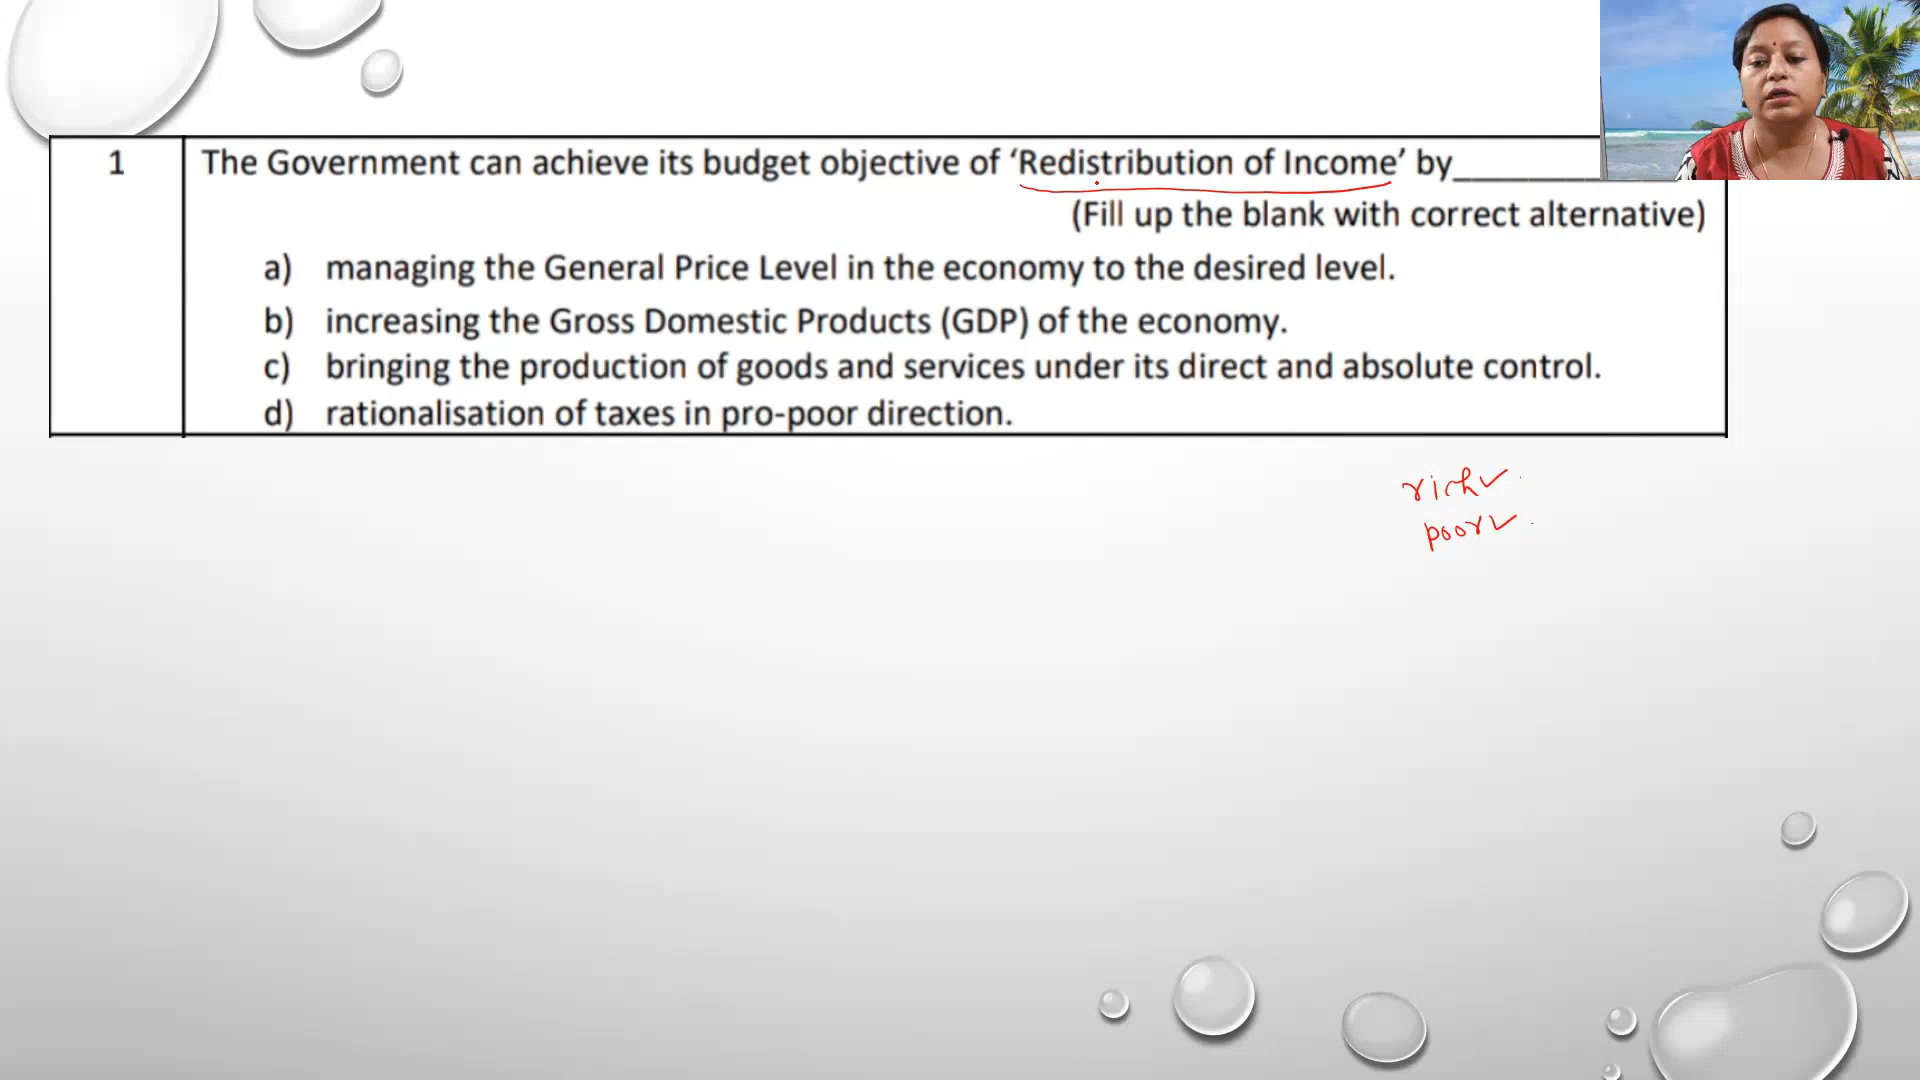 1
The Government can achieve its budget objective of ‘Redistribution of Income’ by____________
(Fill up the blank with correct alternative)
a) managing the General Price Level in the economy to the desired level.
b) increasing the Gross Domestic Products (GDP) of the economy.
c) bringing the production of goods and services under its direct and absolute control.
d) rationalisation of taxes in pro-poor direction.
rich✓
poor✓